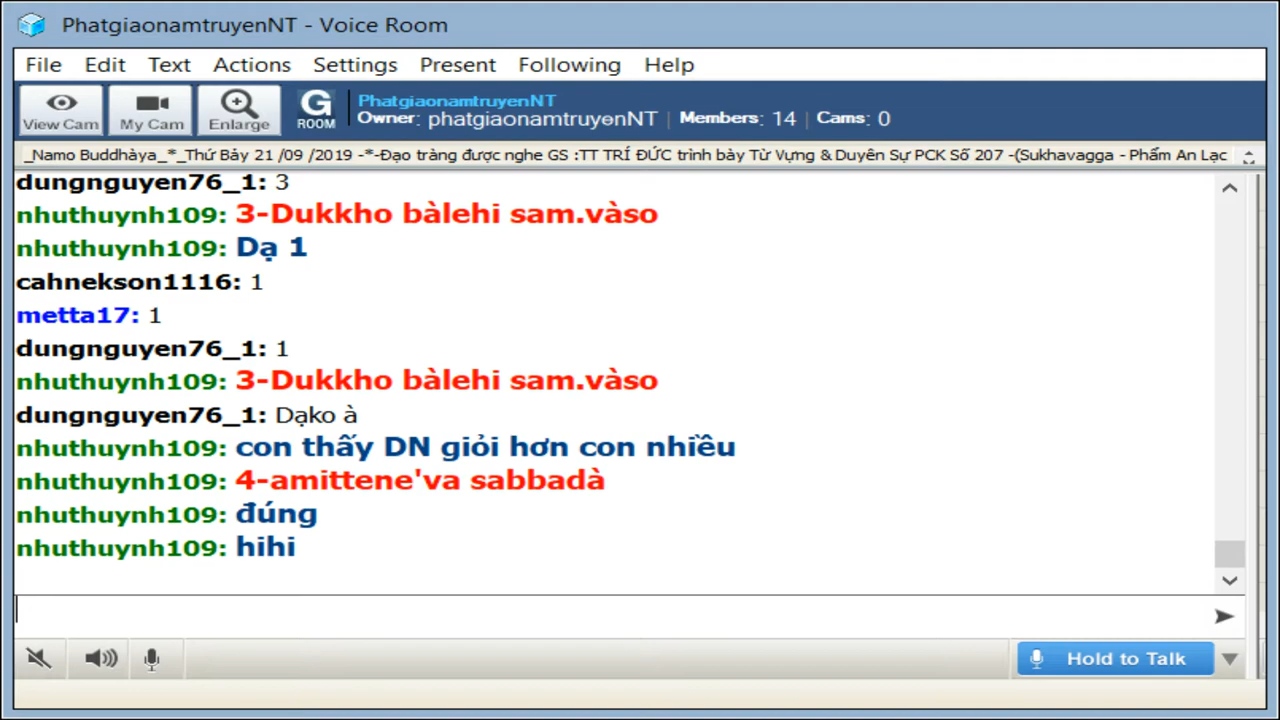 PhatgiaonamtruyenNT - Voice Room
File Edit Text Actions Settings Present Following Help
View Cam My Cam Enlarge G ROOM PhatgiaonamtruyenNT
Owner: phatgiaonamtruyenNT | Members: 14 | Cams: 0
_Namo Buddhàya_*_Thứ Bảy 21 /09 /2019 -*-Đạo tràng được nghe GS :TT TRÍ ĐỨC trình bày Từ Vựng & Duyên Sự PCK Số 207 -(Sukhavagga - Phẩm An Lạc
dungnguyen76_1: 3
nhuthuynh109: 3-Dukkho bàlehi sam.vàso
nhuthuynh109: Dạ 1
cahnekson1116: 1
metta17: 1
dungnguyen76_1: 1
nhuthuynh109: 3-Dukkho bàlehi sam.vàso
dungnguyen76_1: Dạko à
nhuthuynh109: con thấy DN giỏi hơn con nhiều
nhuthuynh109: 4-amittene'va sabbadà
nhuthuynh109: đúng
nhuthuynh109: hihi
Hold to Talk